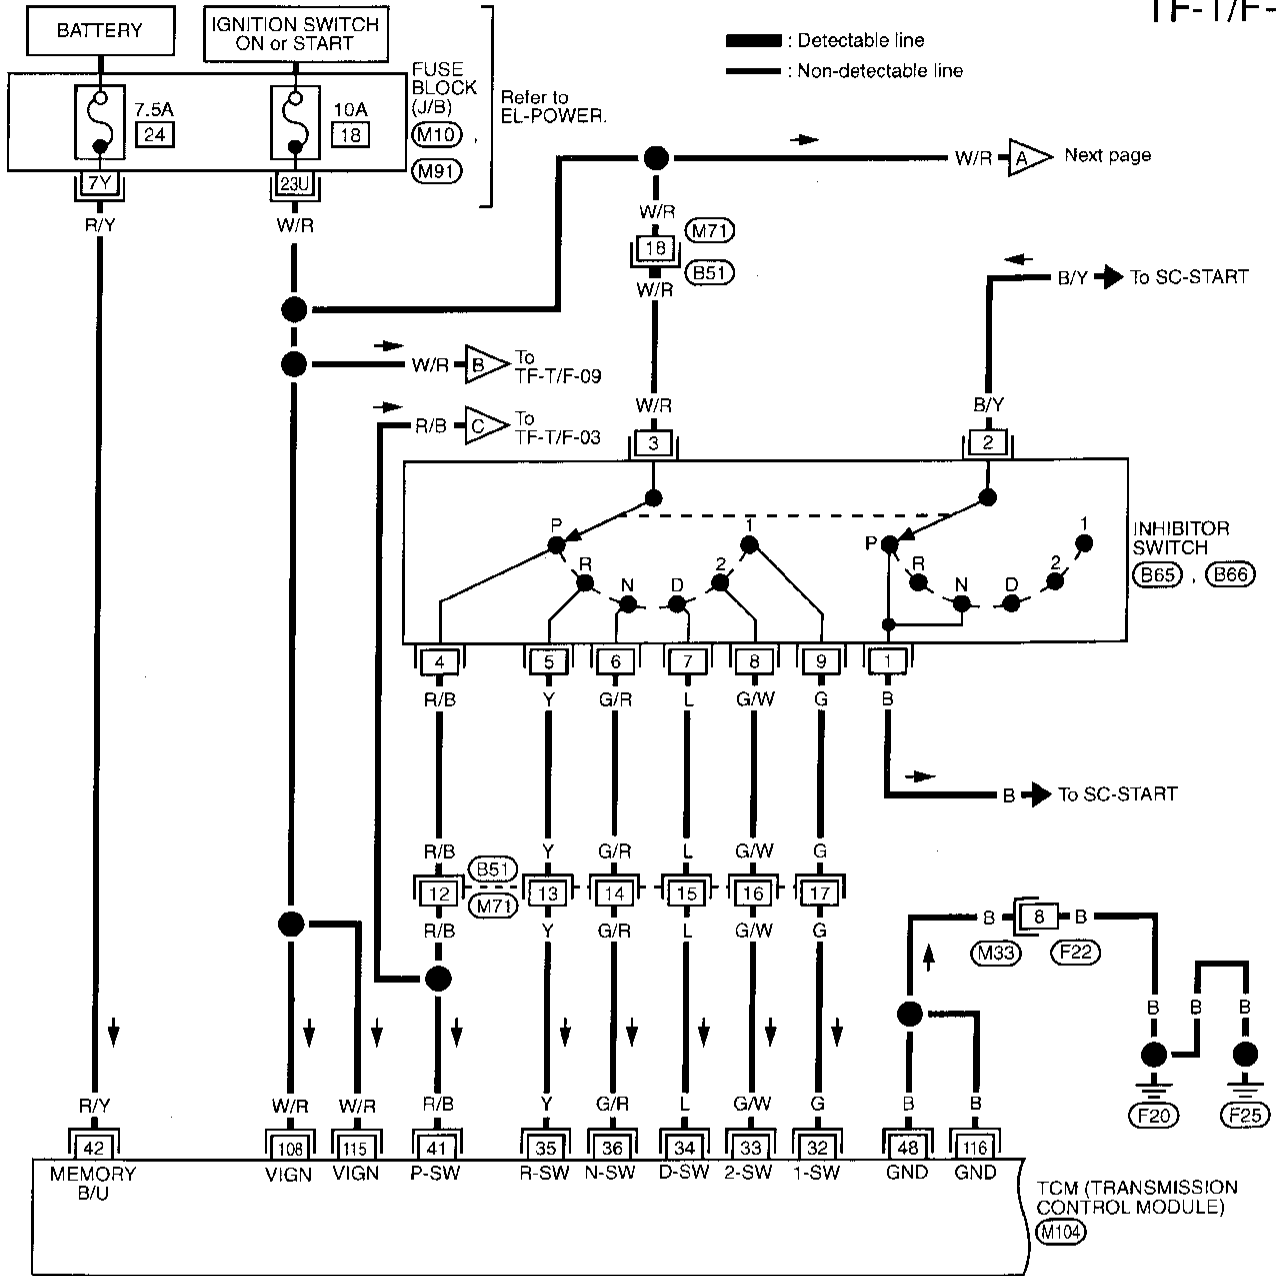 TF-T/F-
BATTERY
IGNITION SWITCH
ON or START
: Detectable line
: Non-detectable line
FUSE
BLOCK
(J/B)
M10 ,
M91
Refer to
EL-POWER.
7.5A
24
10A
18
7Y
23U
R/Y
W/R
W/R
A
Next page
W/R
18
M71
B51
W/R
B/Y
To SC-START
W/R
B
To
TF-T/F-09
R/B
C
To
TF-T/F-03
W/R
B/Y
3
2
P
R
N
D
2
1
P
R
N
D
2
1
INHIBITOR
SWITCH
B65 , B66
4
5
6
7
8
9
1
R/B
Y
G/R
L
G/W
G
B
B
To SC-START
R/B
Y
G/R
L
G/W
G
B51
M71
12
13
14
15
16
17
R/B
Y
G/R
L
G/W
G
B
8
B
M33
F22
B
B
B
F20
F25
R/Y
W/R
W/R
R/B
Y
G/R
L
G/W
G
B
B
42
108
115
41
35
36
34
33
32
48
116
MEMORY
B/U
VIGN
VIGN
P-SW
R-SW
N-SW
D-SW
2-SW
1-SW
GND
GND
TCM (TRANSMISSION
CONTROL MODULE)
M104